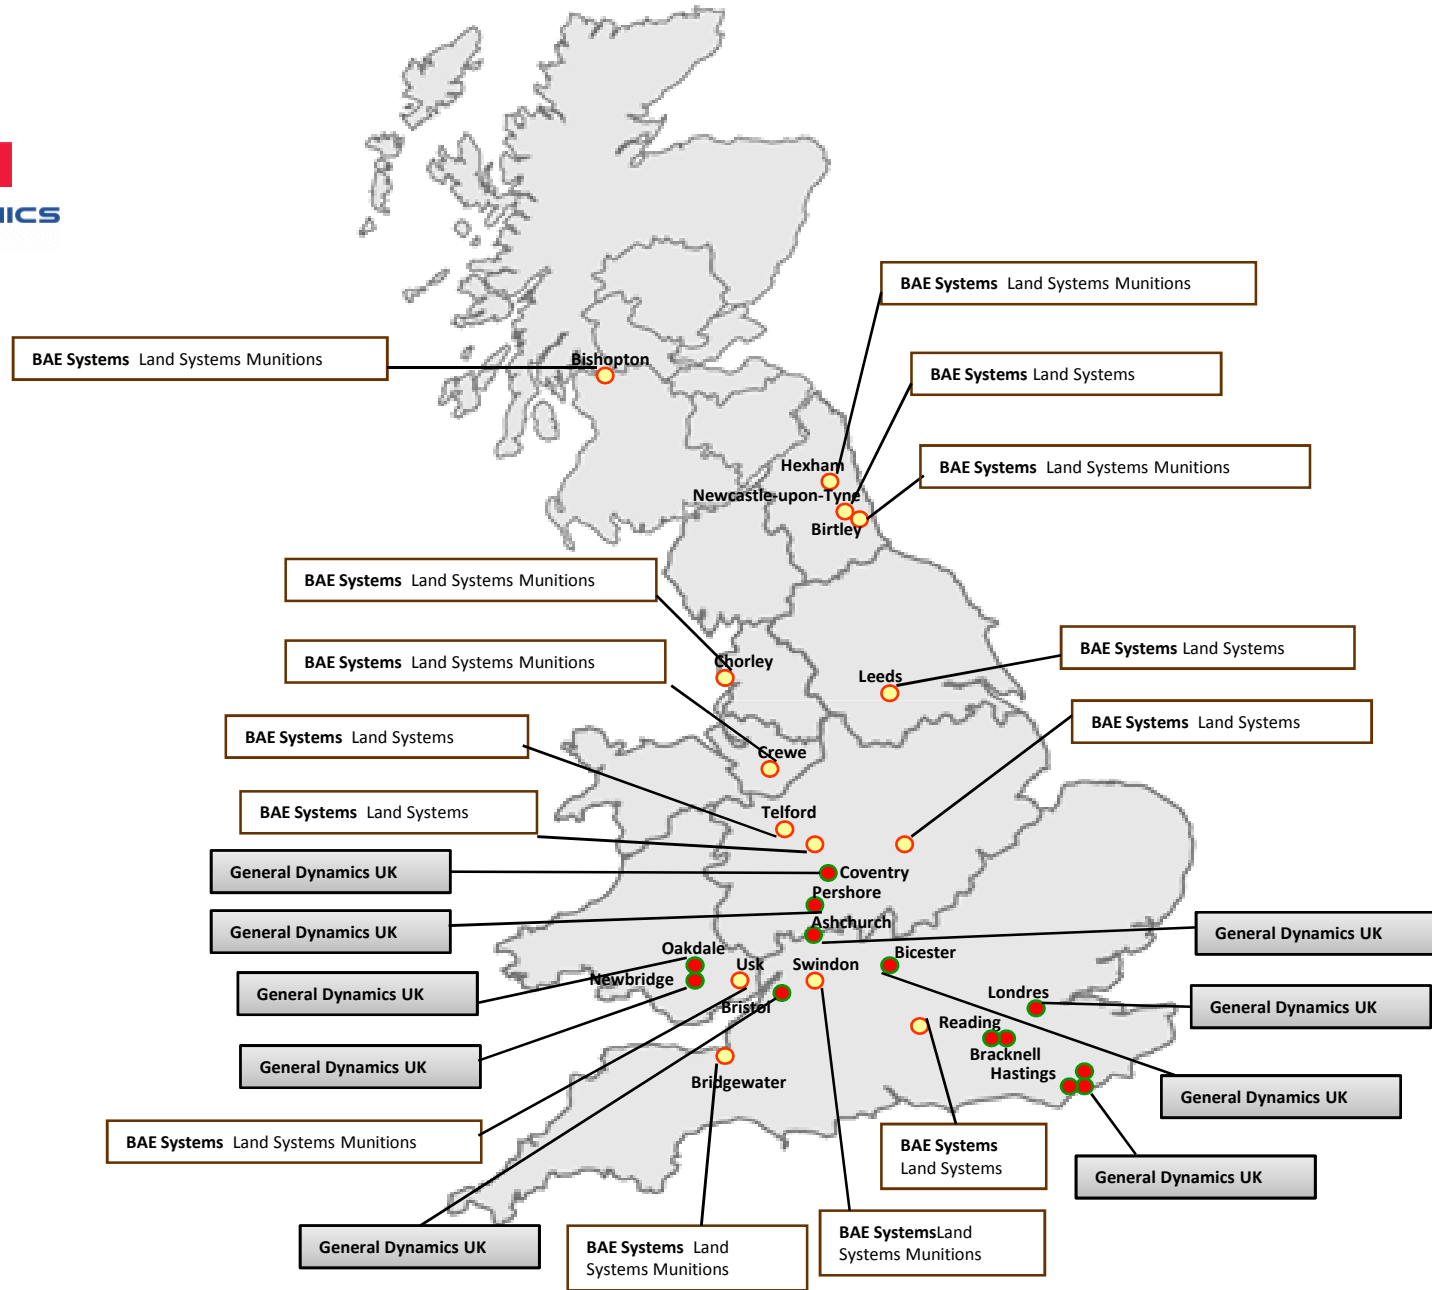 NICS
BAE Systems Land Systems Munitions
BAE Systems Land Systems Munitions
Bishopton
BAE Systems Land Systems
Hexham
BAE Systems Land Systems Munitions
Newcastle-upon-Tyne
Birtley
BAE Systems Land Systems Munitions
BAE Systems Land Systems Munitions
Chorley
BAE Systems Land Systems
Leeds
BAE Systems Land Systems
BAE Systems Land Systems
Crewe
BAE Systems Land Systems
Telford
General Dynamics UK
Coventry
Pershore
General Dynamics UK
Ashchurch
General Dynamics UK
Oakdale
Bicester
Usk
Swindon
Newbridge
General Dynamics UK
Londres
General Dynamics UK
Bristol
Reading
General Dynamics UK
Bracknell
Hastings
Bridgewater
General Dynamics UK
BAE Systems Land Systems Munitions
BAE Systems
Land Systems
General Dynamics UK
General Dynamics UK
BAE Systems Land
Systems Munitions
BAE SystemsLand
Systems Munitions